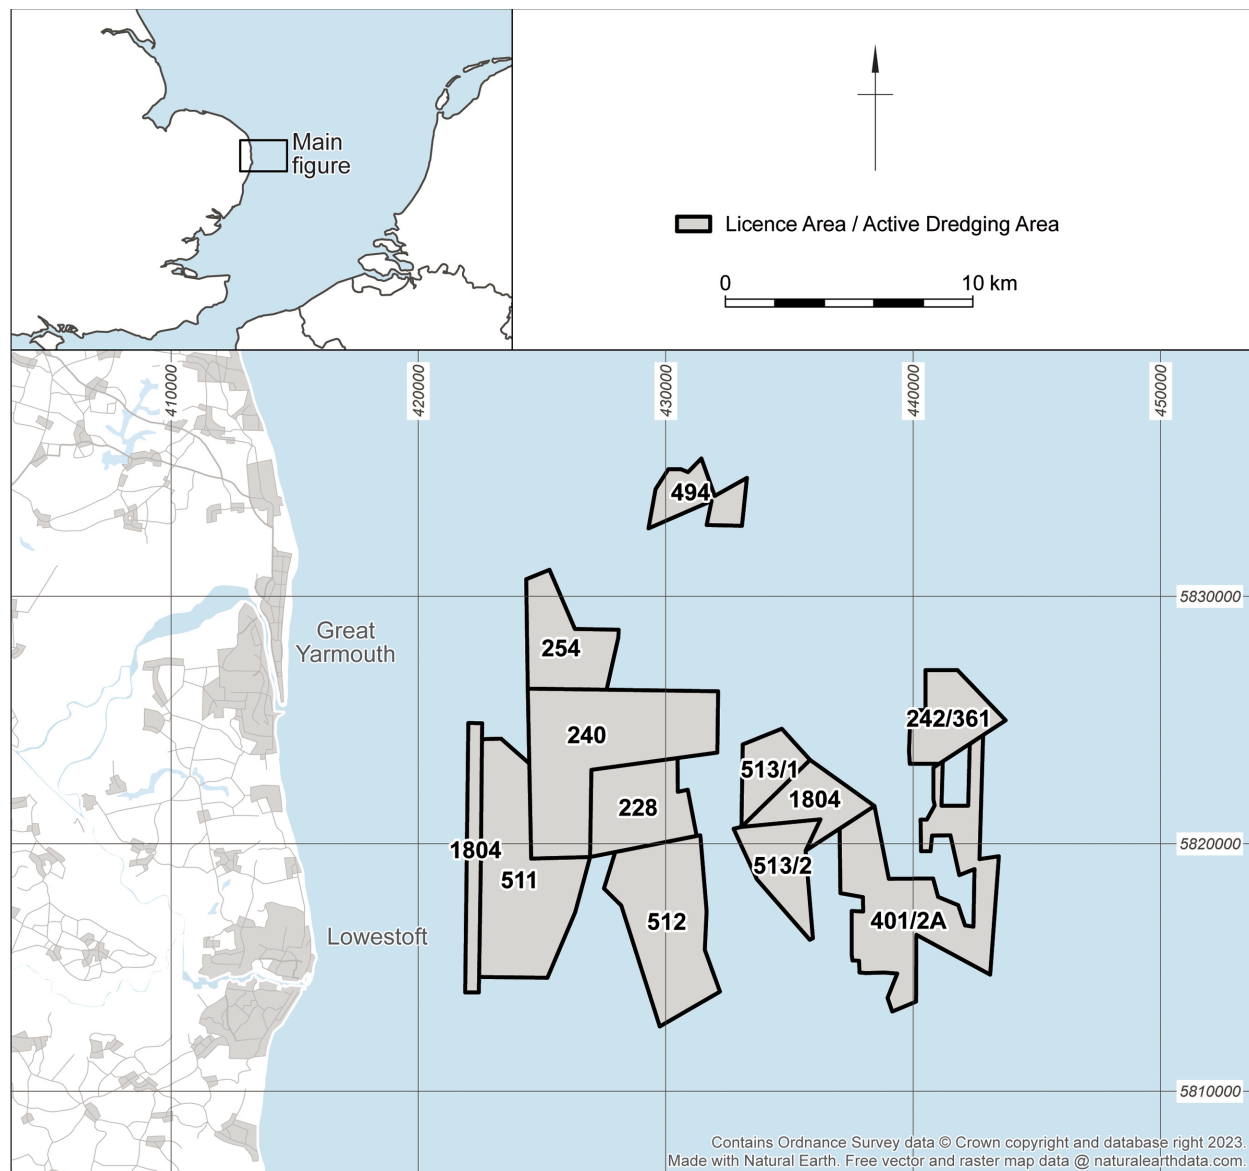 Main
figure
Licence Area / Active Dredging Area
0
10 km
410000
420000
430000
440000
450000
494
5830000
Great
Yarmouth
254
242/361
240
513/1
1804
228
5820000
1804
513/2
511
401/2A
512
Lowestoft
5810000
Contains Ordnance Survey data © Crown copyright and database right 2023.
Made with Natural Earth. Free vector and raster map data @ naturalearthdata.com.